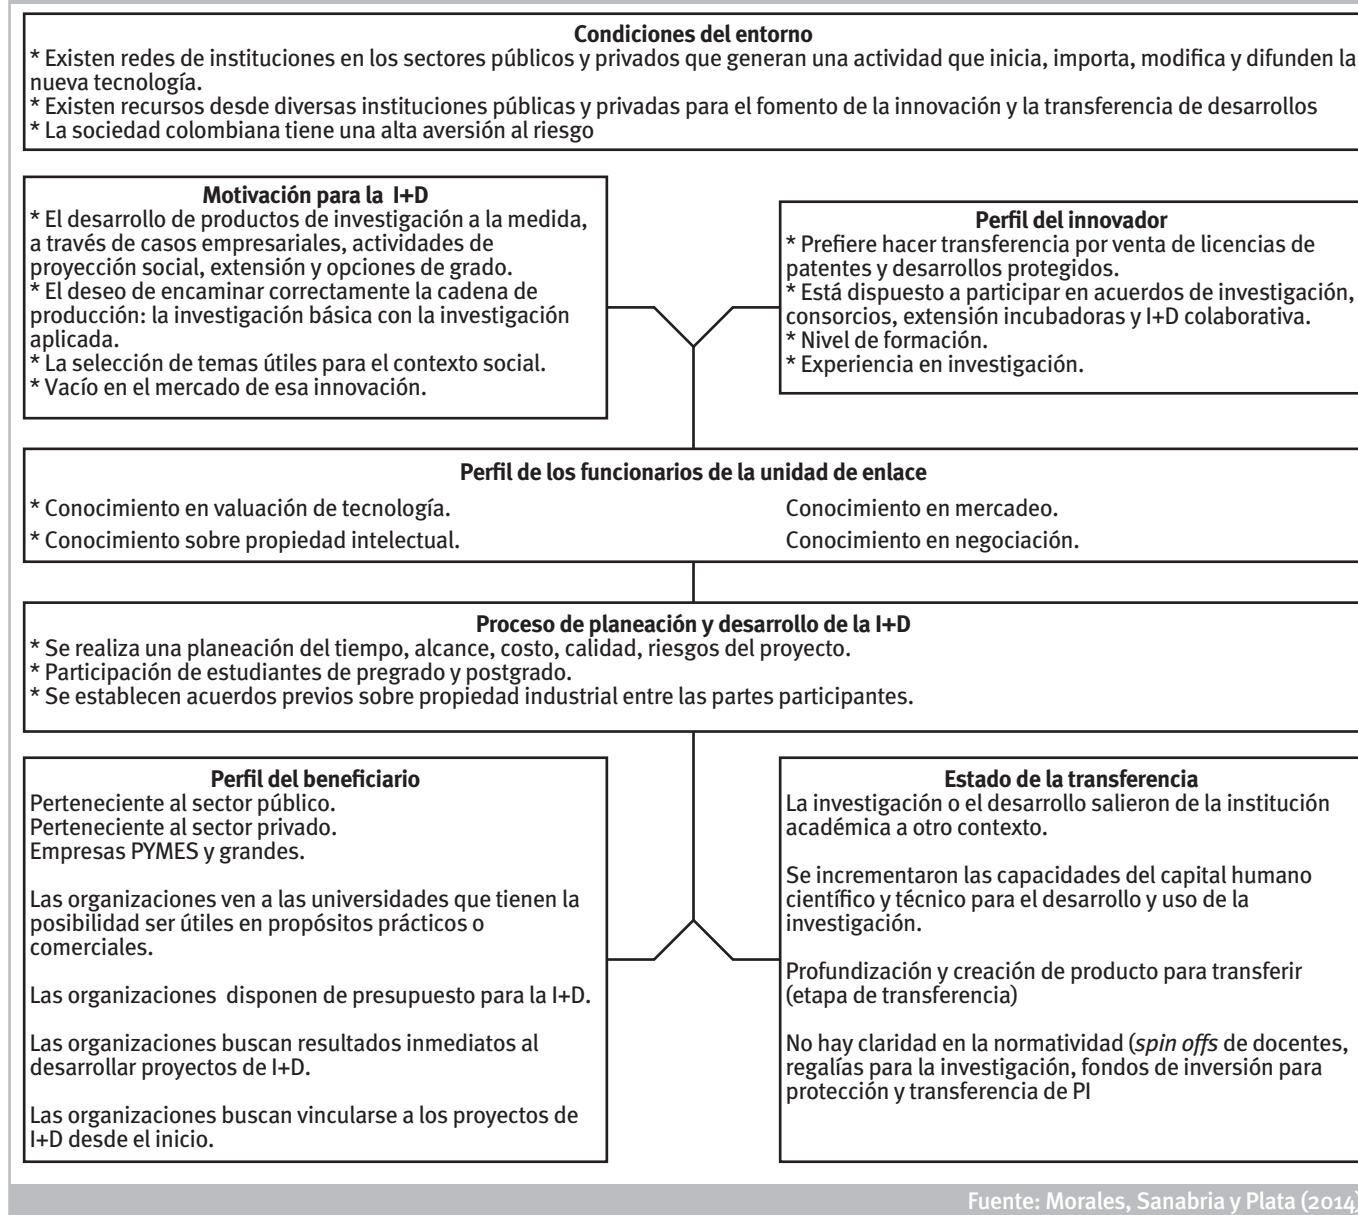 Condiciones del entorno
* Existen redes de instituciones en los sectores públicos y privados que generan una actividad que inicia, importa, modifica y difunden la
nueva tecnología.
* Existen recursos desde diversas instituciones públicas y privadas para el fomento de la innovación y la transferencia de desarrollos
* La sociedad colombiana tiene una alta aversión al riesgo
Motivación para la I+D
* El desarrollo de productos de investigación a la medida,
a través de casos empresariales, actividades de
proyección social, extensión y opciones de grado.
* El deseo de encaminar correctamente la cadena de
producción: la investigación básica con la investigación
aplicada.
* La selección de temas útiles para el contexto social.
* Vacío en el mercado de esa innovación.
Perfil del innovador
* Prefiere hacer transferencia por venta de licencias de
patentes y desarrollos protegidos.
* Está dispuesto a participar en acuerdos de investigación,
consorcios, extensión incubadoras y I+D colaborativa.
* Nivel de formación.
* Experiencia en investigación.
Perfil de los funcionarios de la unidad de enlace
* Conocimiento en valuación de tecnología.
Conocimiento en mercadeo.
* Conocimiento sobre propiedad intelectual.
Conocimiento en negociación.
Proceso de planeación y desarrollo de la I+D
* Se realiza una planeación del tiempo, alcance, costo, calidad, riesgos del proyecto.
* Participación de estudiantes de pregrado y postgrado.
* Se establecen acuerdos previos sobre propiedad industrial entre las partes participantes.
Perfil del beneficiario
Perteneciente al sector público.
Perteneciente al sector privado.
Empresas PYMES y grandes.
Las organizaciones ven a las universidades que tienen la
posibilidad ser útiles en propósitos prácticos o
comerciales.
Las organizaciones disponen de presupuesto para la I+D.
Las organizaciones buscan resultados inmediatos al
desarrollar proyectos de I+D.
Las organizaciones buscan vincularse a los proyectos de
I+D desde el inicio.
Estado de la transferencia
La investigación o el desarrollo salieron de la institución
académica a otro contexto.
Se incrementaron las capacidades del capital humano
científico y técnico para el desarrollo y uso de la
investigación.
Profundización y creación de producto para transferir
(etapa de transferencia)
No hay claridad en la normatividad (spin offs de docentes,
regalías para la investigación, fondos de inversión para
protección y transferencia de PI
Fuente: Morales, Sanabria y Plata (2014)